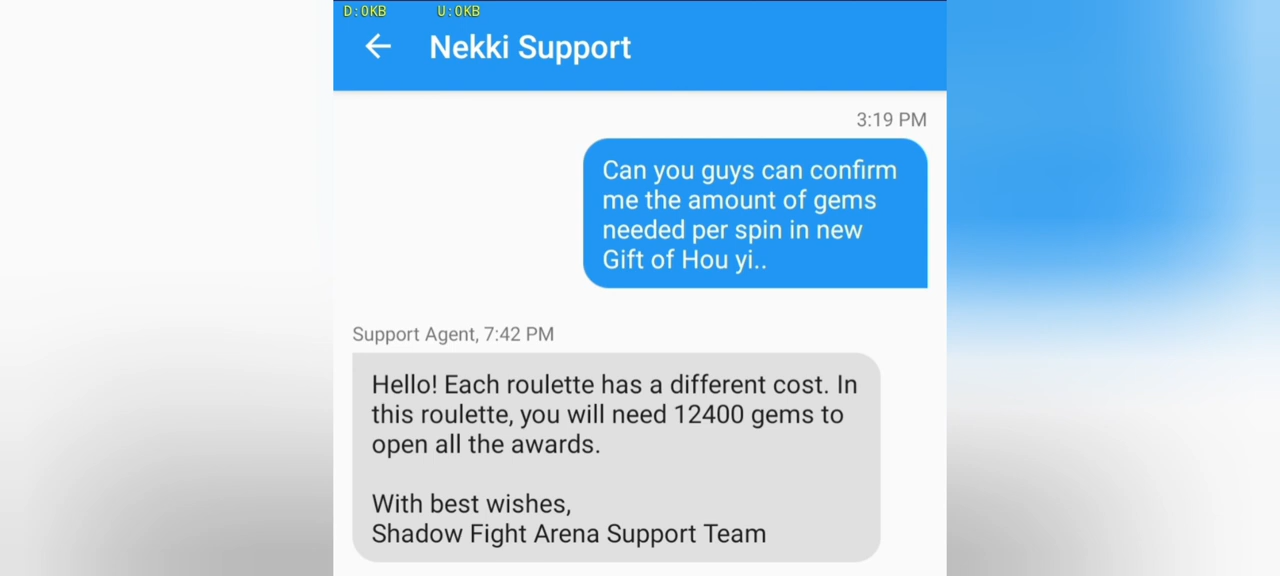 D:0KB U:0KB
Nekki Support
3:19 PM
Can you guys can confirm
me the amount of gems
needed per spin in new
Gift of Hou yi..
Support Agent, 7:42 PM
Hello! Each roulette has a different cost. In
this roulette, you will need 12400 gems to
open all the awards.
With best wishes,
Shadow Fight Arena Support Team